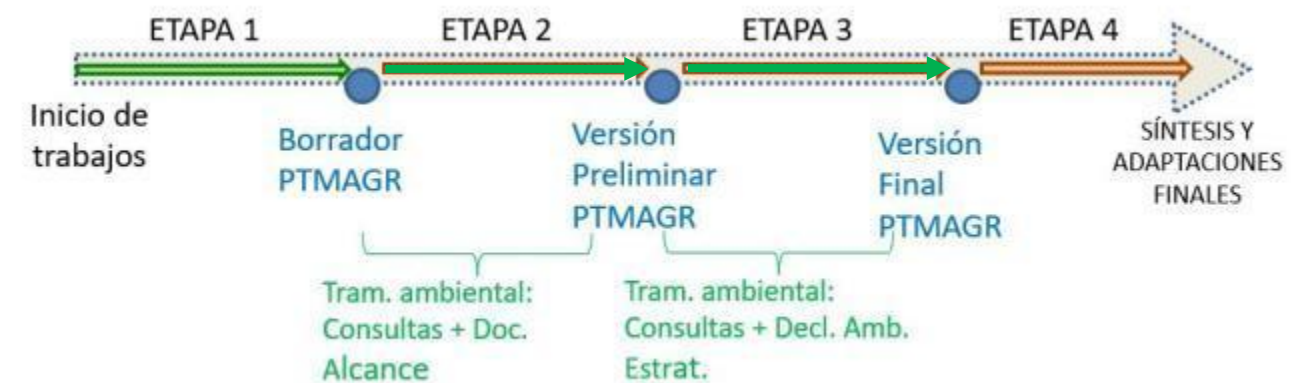 ETAPA 1
ETAPA 2
ETAPA 3
ETAPA 4
Inicio de
trabajos
Borrador
PTMAGR
Versión
Preliminar
PTMAGR
Versión
Final
PTMAGR
SÍNTESIS Y
ADAPTACIONES
FINALES
Tram. ambiental:
Consultas + Doc.
Alcance
Tram. ambiental:
Consultas + Decl. Amb.
Estrat.